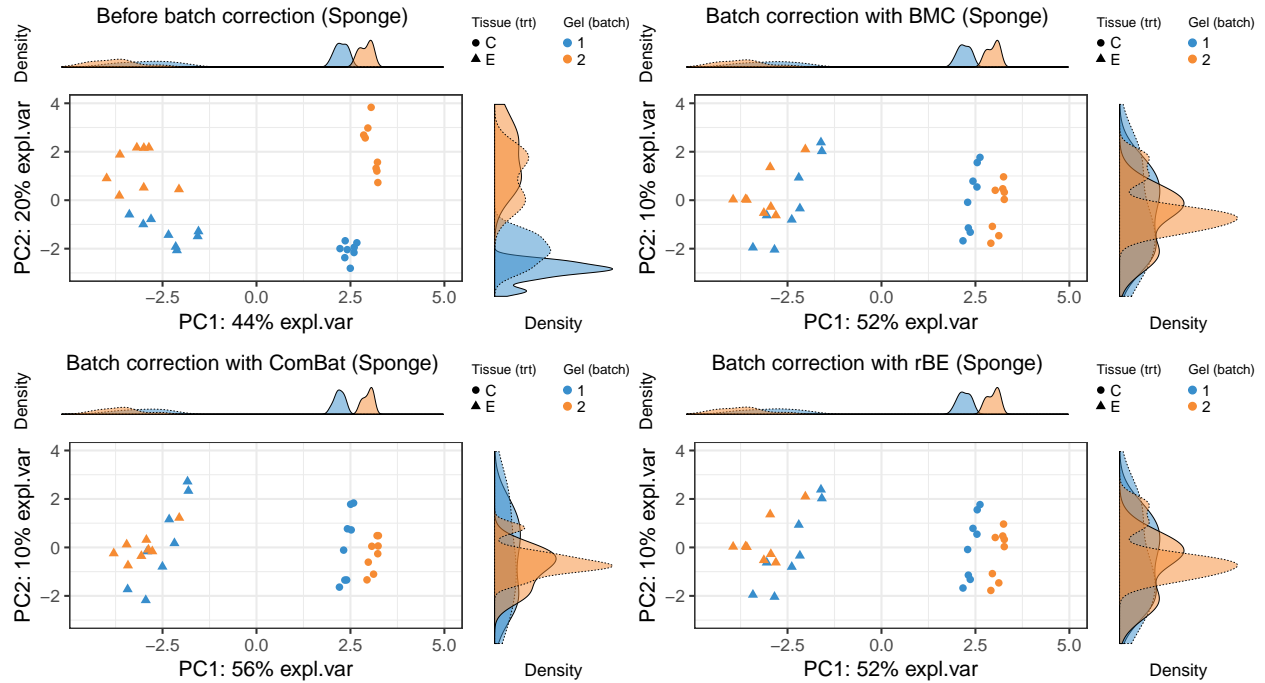 Before batch correction (Sponge)
Density
Tissue (trt)
C
E
Gel (batch)
1
2
PC2: 20% expl.var
4
2
0
−2
−2.5
0.0
2.5
5.0
PC1: 44% expl.var
Density
Batch correction with BMC (Sponge)
Density
Tissue (trt)
C
E
Gel (batch)
1
2
PC2: 10% expl.var
4
2
0
−2
−2.5
0.0
2.5
5.0
PC1: 52% expl.var
Density
Batch correction with ComBat (Sponge)
Density
Tissue (trt)
C
E
Gel (batch)
1
2
PC2: 10% expl.var
4
2
0
−2
−2.5
0.0
2.5
5.0
PC1: 56% expl.var
Density
Batch correction with rBE (Sponge)
Density
Tissue (trt)
C
E
Gel (batch)
1
2
PC2: 10% expl.var
4
2
0
−2
−2.5
0.0
2.5
5.0
PC1: 52% expl.var
Density